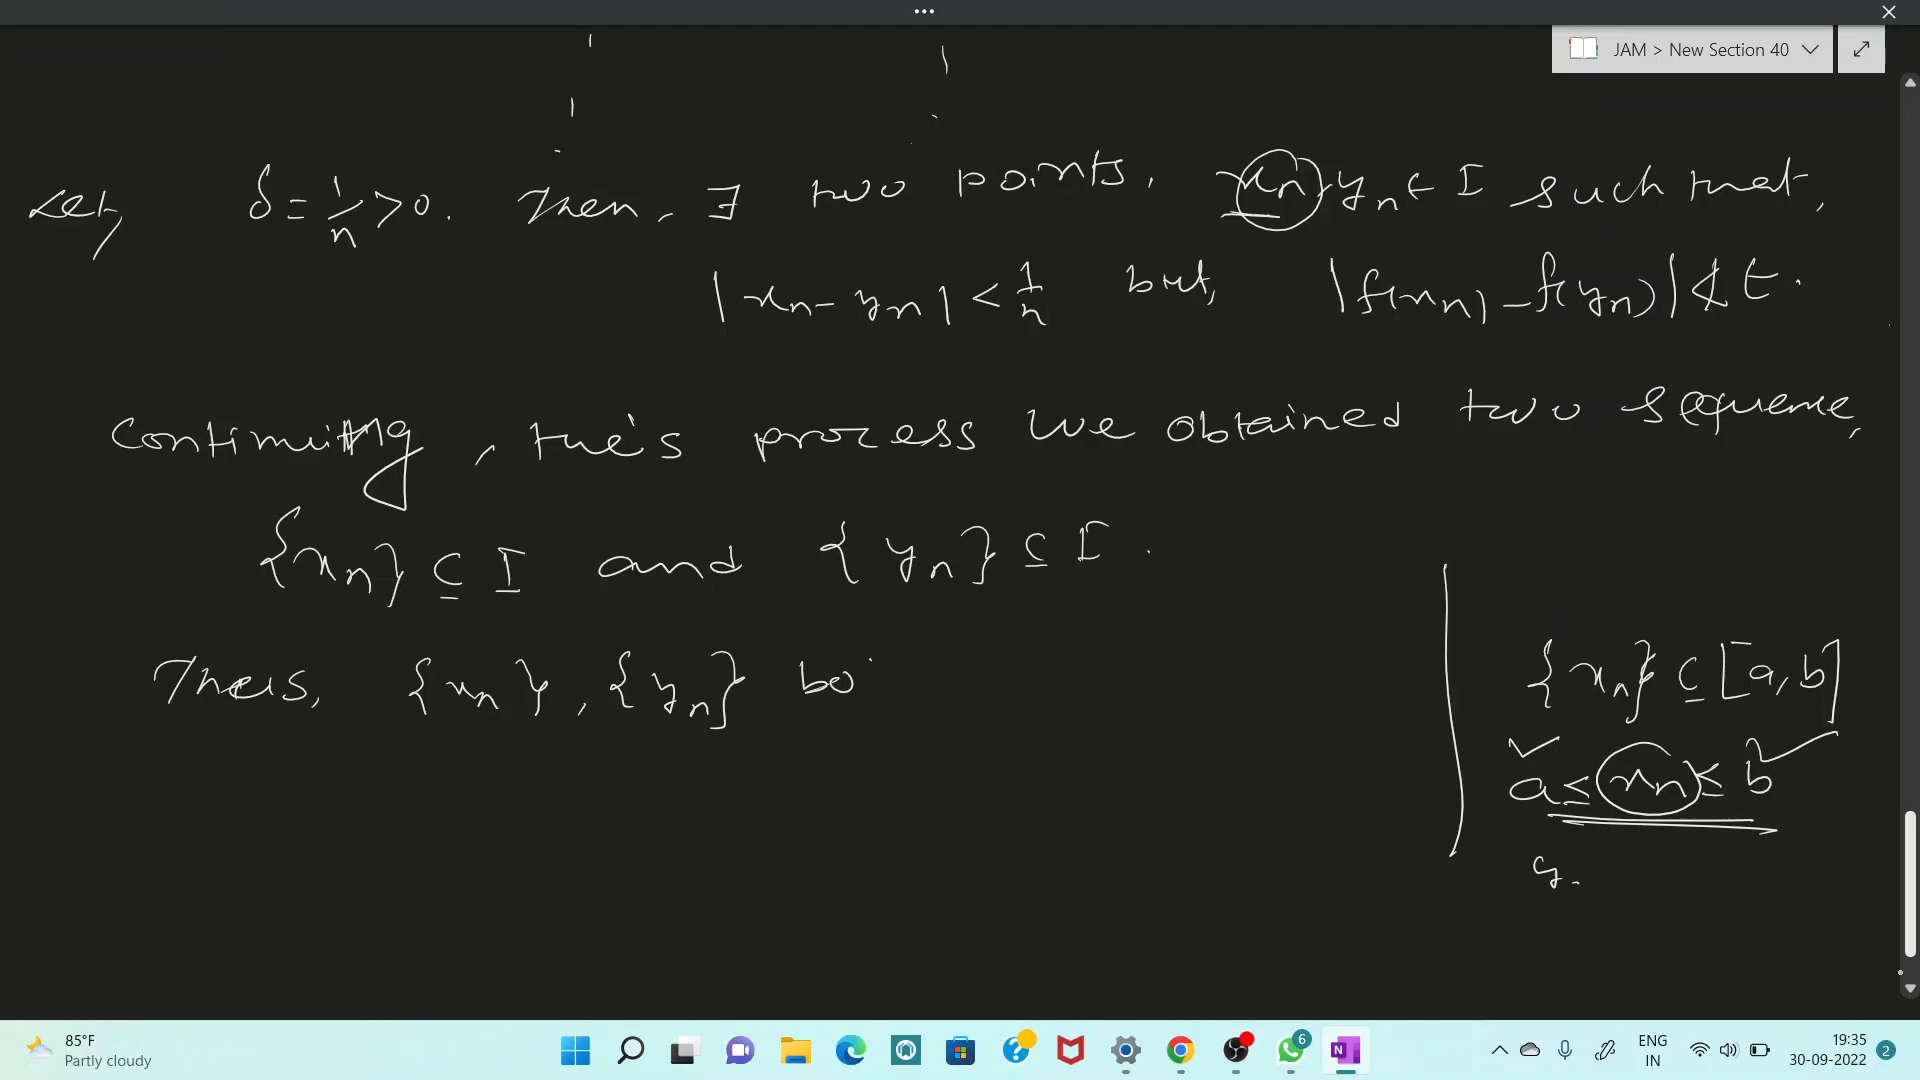 JAM > New Section 40
Let, δ = 1/n > 0. Then, ∃ two points, xn, yn ∈ I such that,
|xn - yn| < 1/n but, |f(xn) - f(yn)| ≮ ϵ.
Continuing, this process we obtained two sequence,
{xn} ⊆ I and {yn} ⊆ I.
Thus, {xn}, {yn} bo
{xn} ⊆ [a, b]
a ≤ xn ≤ b
85°F
Partly cloudy
6
ENG
IN
19:35
30-09-2022
2